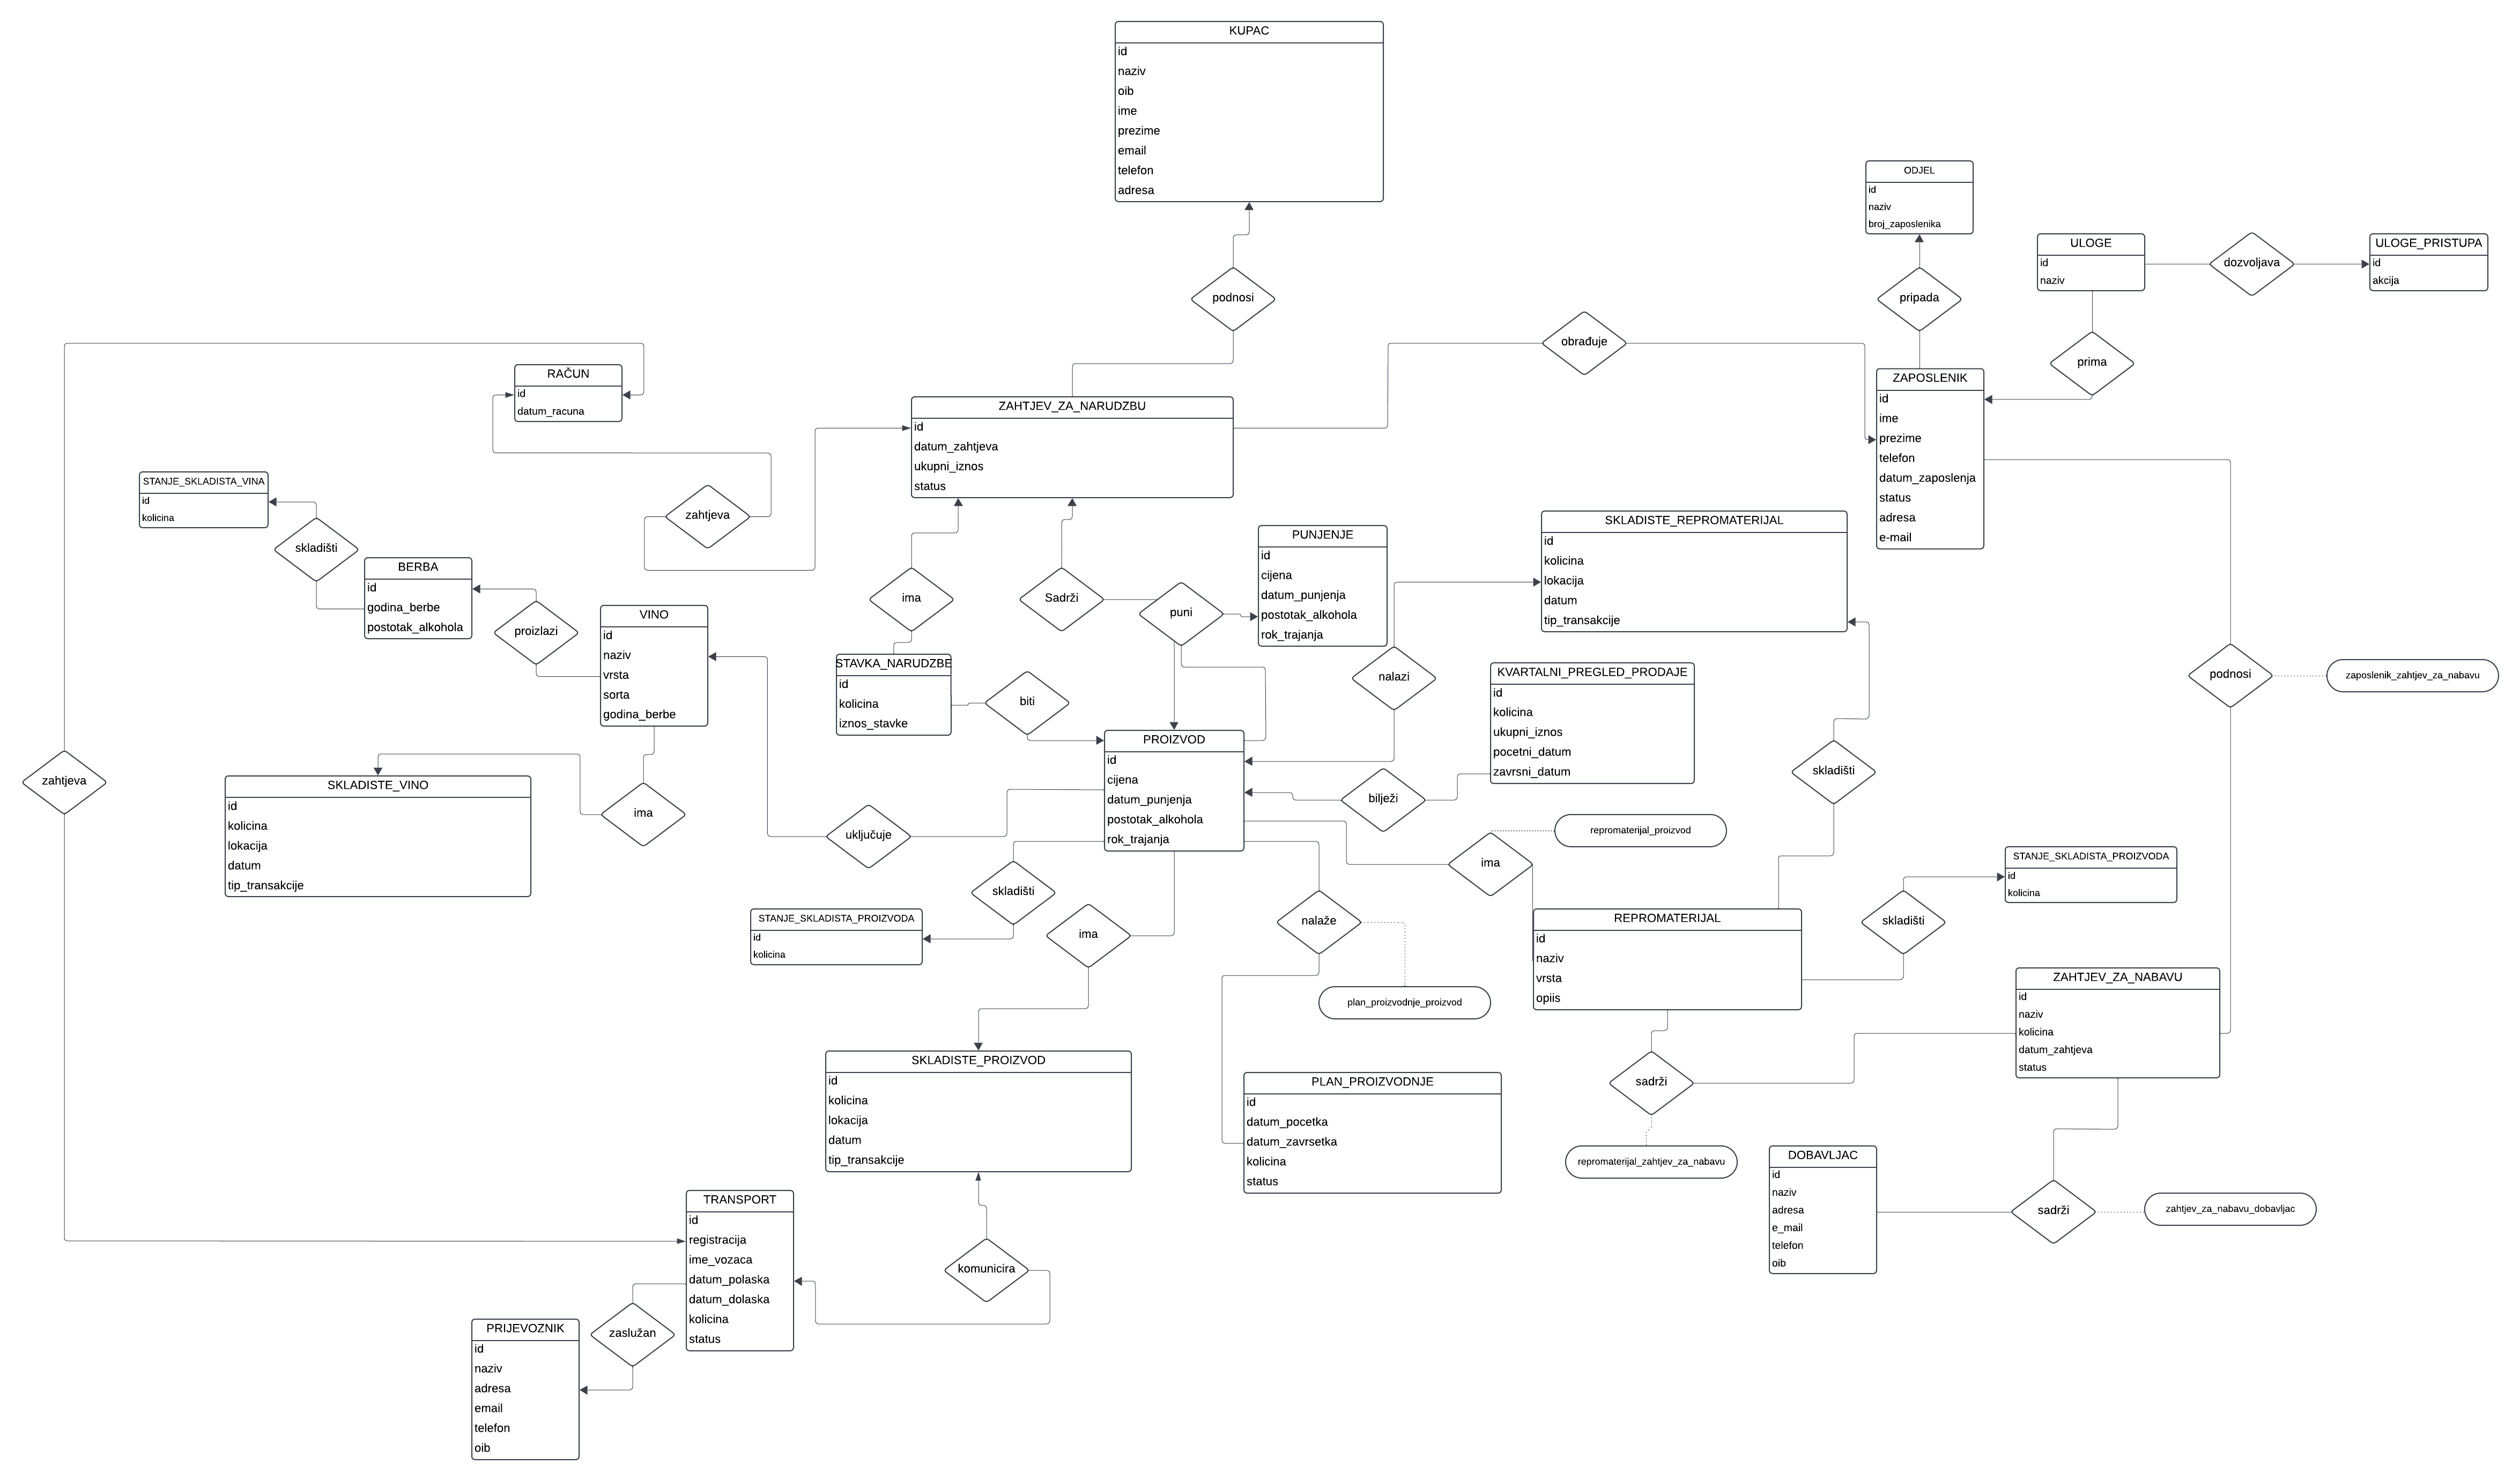 KUPAC
id
naziv
oib
ime
prezime
email
telefon
adresa
podnosi
ODJEL
id
naziv
broj_zaposlenika
pripada
ULOGE
id
naziv
dozvoljava
ULOGE_PRISTUPA
id
akcija
prima
obrađuje
ZAPOSLENIK
id
ime
prezime
telefon
datum_zaposlenja
status
adresa
e-mail
RAČUN
id
datum_racuna
ZAHTJEV_ZA_NARUDZBU
id
datum_zahtjeva
ukupni_iznos
status
zahtjeva
STANJE_SKLADISTA_VINA
id
kolicina
skladišti
BERBA
id
godina_berbe
postotak_alkohola
proizlazi
VINO
id
naziv
vrsta
sorta
godina_berbe
ima
Sadrži
puni
PUNJENJE
id
cijena
datum_punjenja
postotak_alkohola
rok_trajanja
SKLADISTE_REPROMATERIJAL
id
kolicina
lokacija
datum
tip_transakcije
STAVKA_NARUDZBE
id
kolicina
iznos_stavke
biti
nalazi
KVARTALNI_PREGLED_PRODAJE
id
kolicina
ukupni_iznos
pocetni_datum
zavrsni_datum
podnosi
zaposlenik_zahtjev_za_nabavu
zahtjeva
SKLADISTE_VINO
id
kolicina
lokacija
datum
tip_transakcije
ima
uključuje
PROIZVOD
id
cijena
datum_punjenja
postotak_alkohola
rok_trajanja
bilježi
skladišti
repromaterijal_proizvod
ima
STANJE_SKLADISTA_PROIZVODA
id
kolicina
skladišti
STANJE_SKLADISTA_PROIZVODA
id
kolicina
ima
nalaže
plan_proizvodnje_proizvod
REPROMATERIJAL
id
naziv
vrsta
opiis
skladišti
ZAHTJEV_ZA_NABAVU
id
naziv
kolicina
datum_zahtjeva
status
SKLADISTE_PROIZVOD
id
kolicina
lokacija
datum
tip_transakcije
PLAN_PROIZVODNJE
id
datum_pocetka
datum_zavrsetka
kolicina
status
sadrži
repromaterijal_zahtjev_za_nabavu
DOBAVLJAC
id
naziv
adresa
e_mail
telefon
oib
sadrži
zahtjev_za_nabavu_dobavljac
TRANSPORT
id
registracija
ime_vozaca
datum_polaska
datum_dolaska
kolicina
status
komunicira
zaslužan
PRIJEVOZNIK
id
naziv
adresa
email
telefon
oib